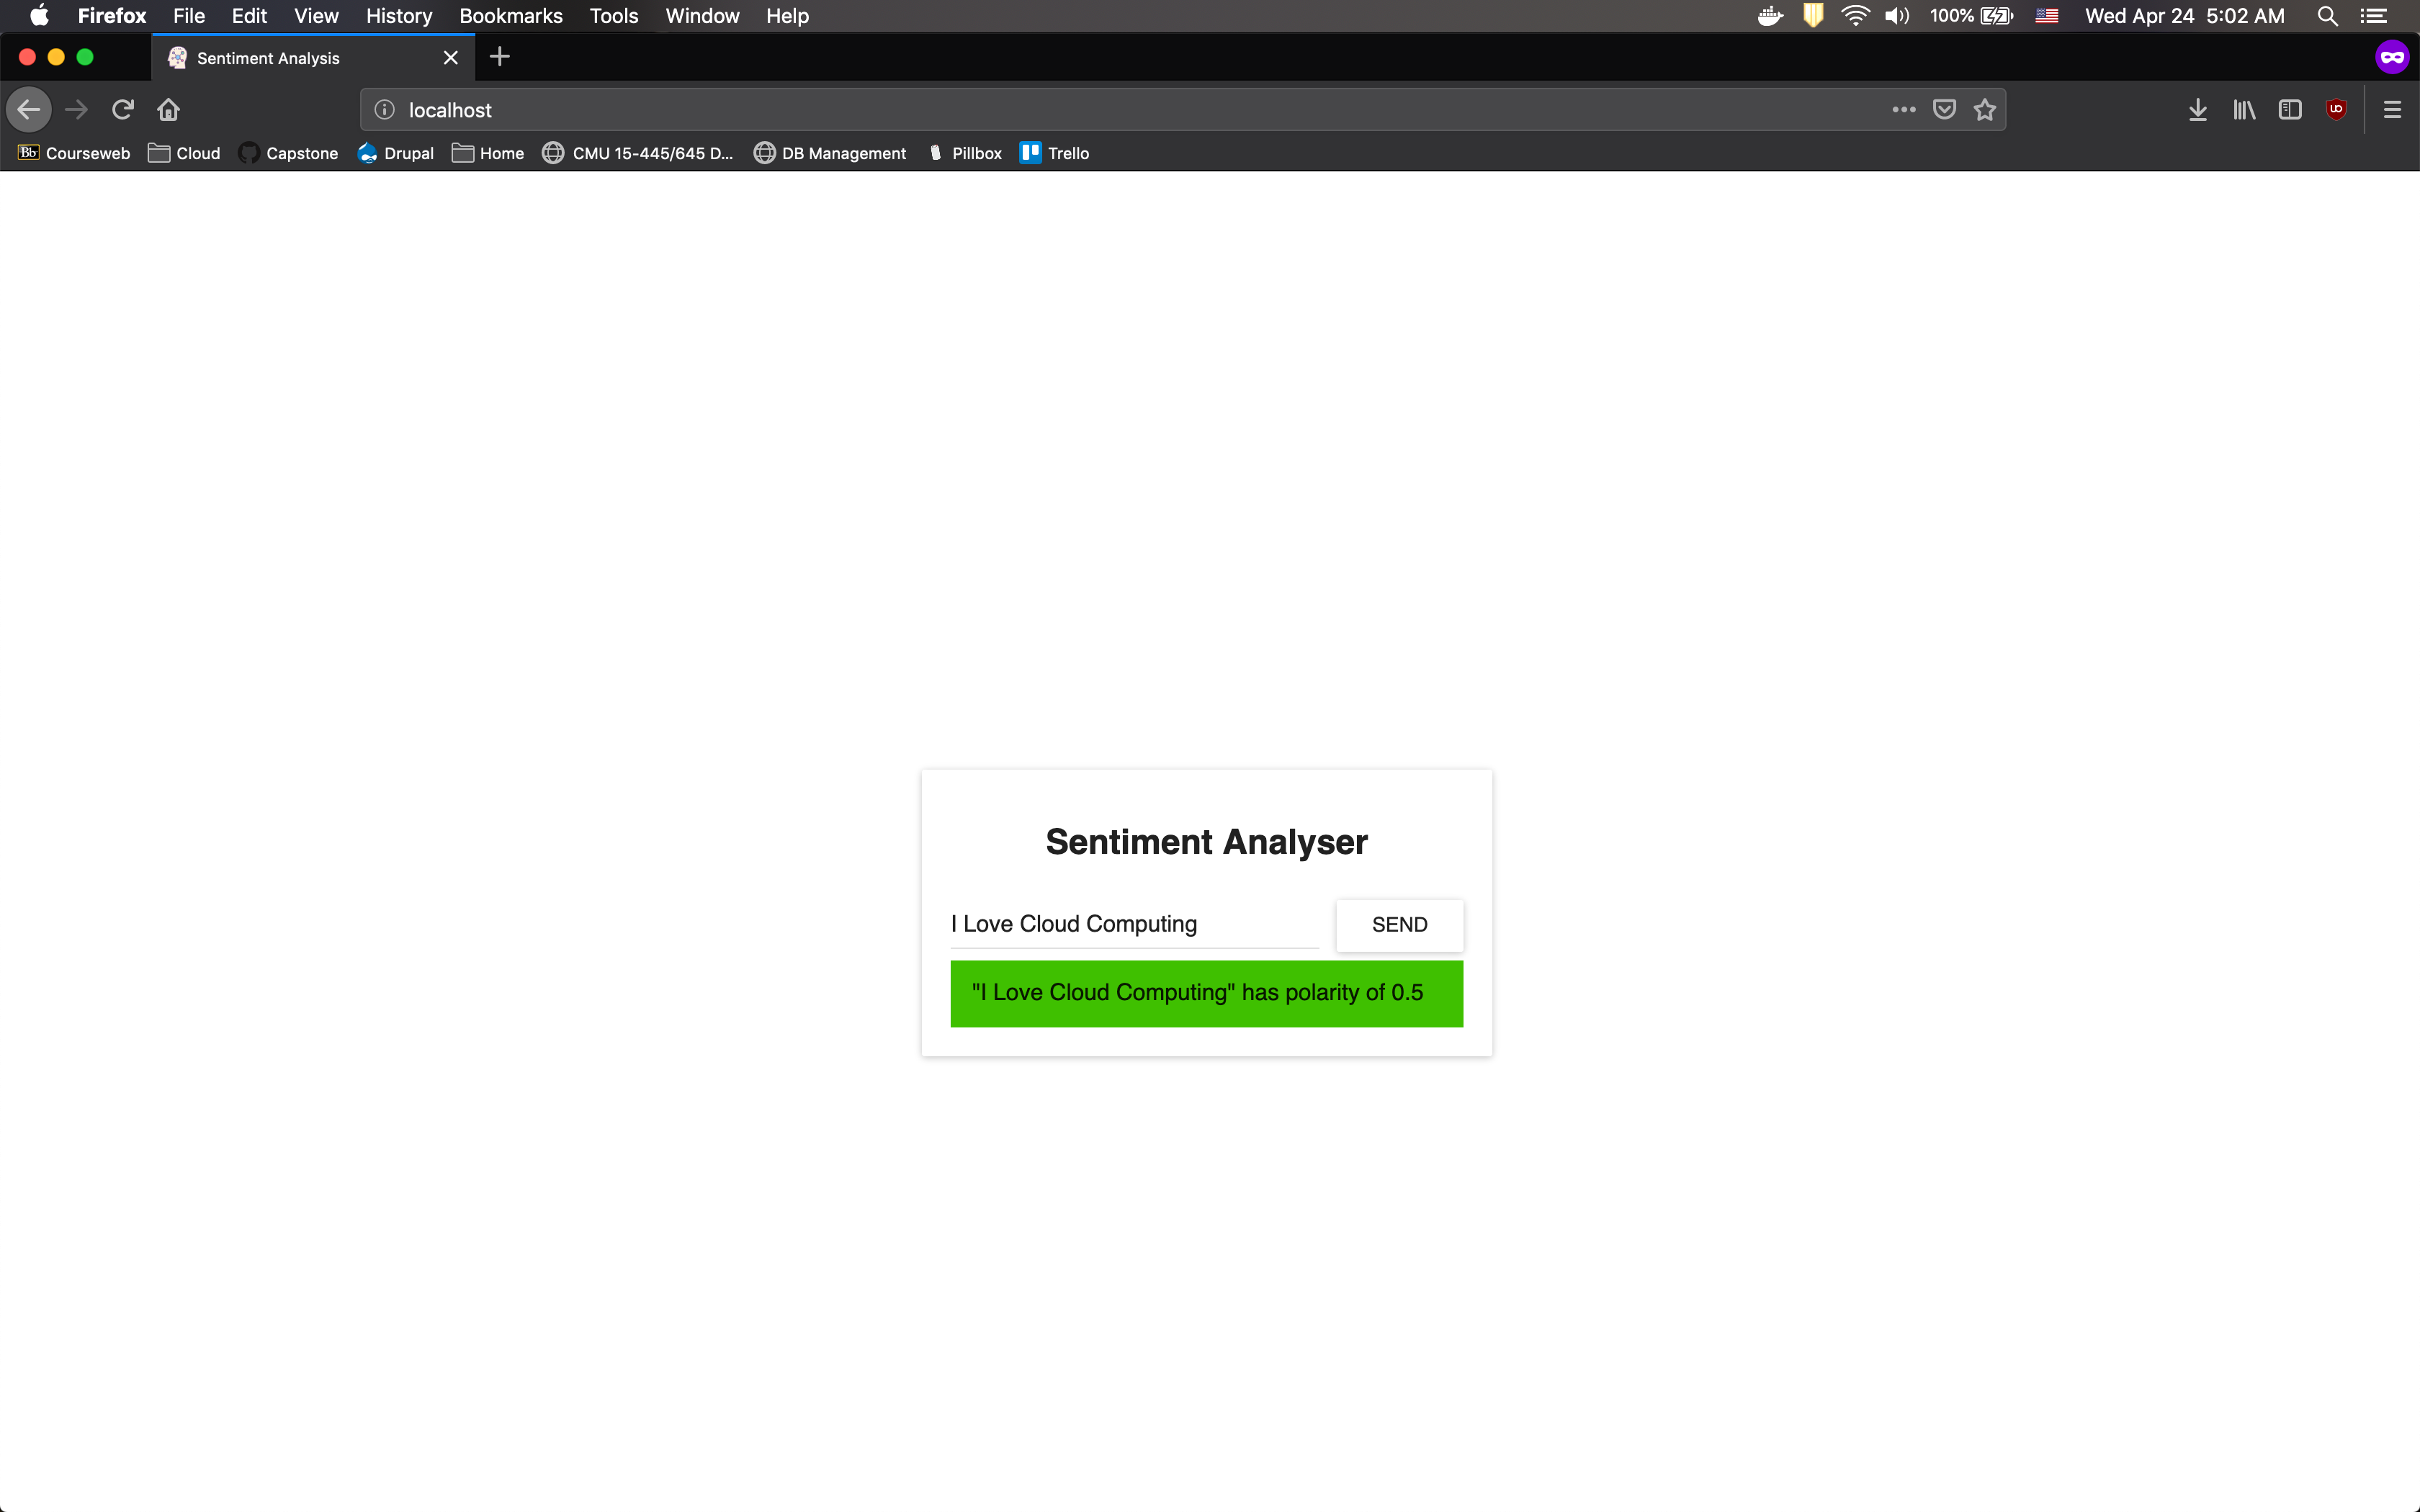 Firefox File Edit View History Bookmarks Tools Window Help 100% Wed Apr 24 5:02 AM
Sentiment Analysis
localhost
Bb Courseweb Cloud Capstone Drupal Home CMU 15-445/645 D... DB Management Pillbox Trello
Sentiment Analyser
I Love Cloud Computing SEND
"I Love Cloud Computing" has polarity of 0.5